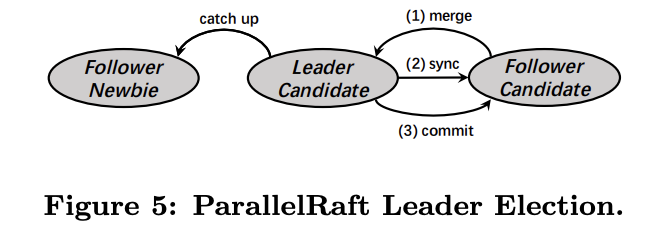 catch up
(1) merge
Follower
Newbie
Leader
Candidate
(2) sync
Follower
Candidate
(3) commit
Figure 5: ParallelRaft Leader Election.